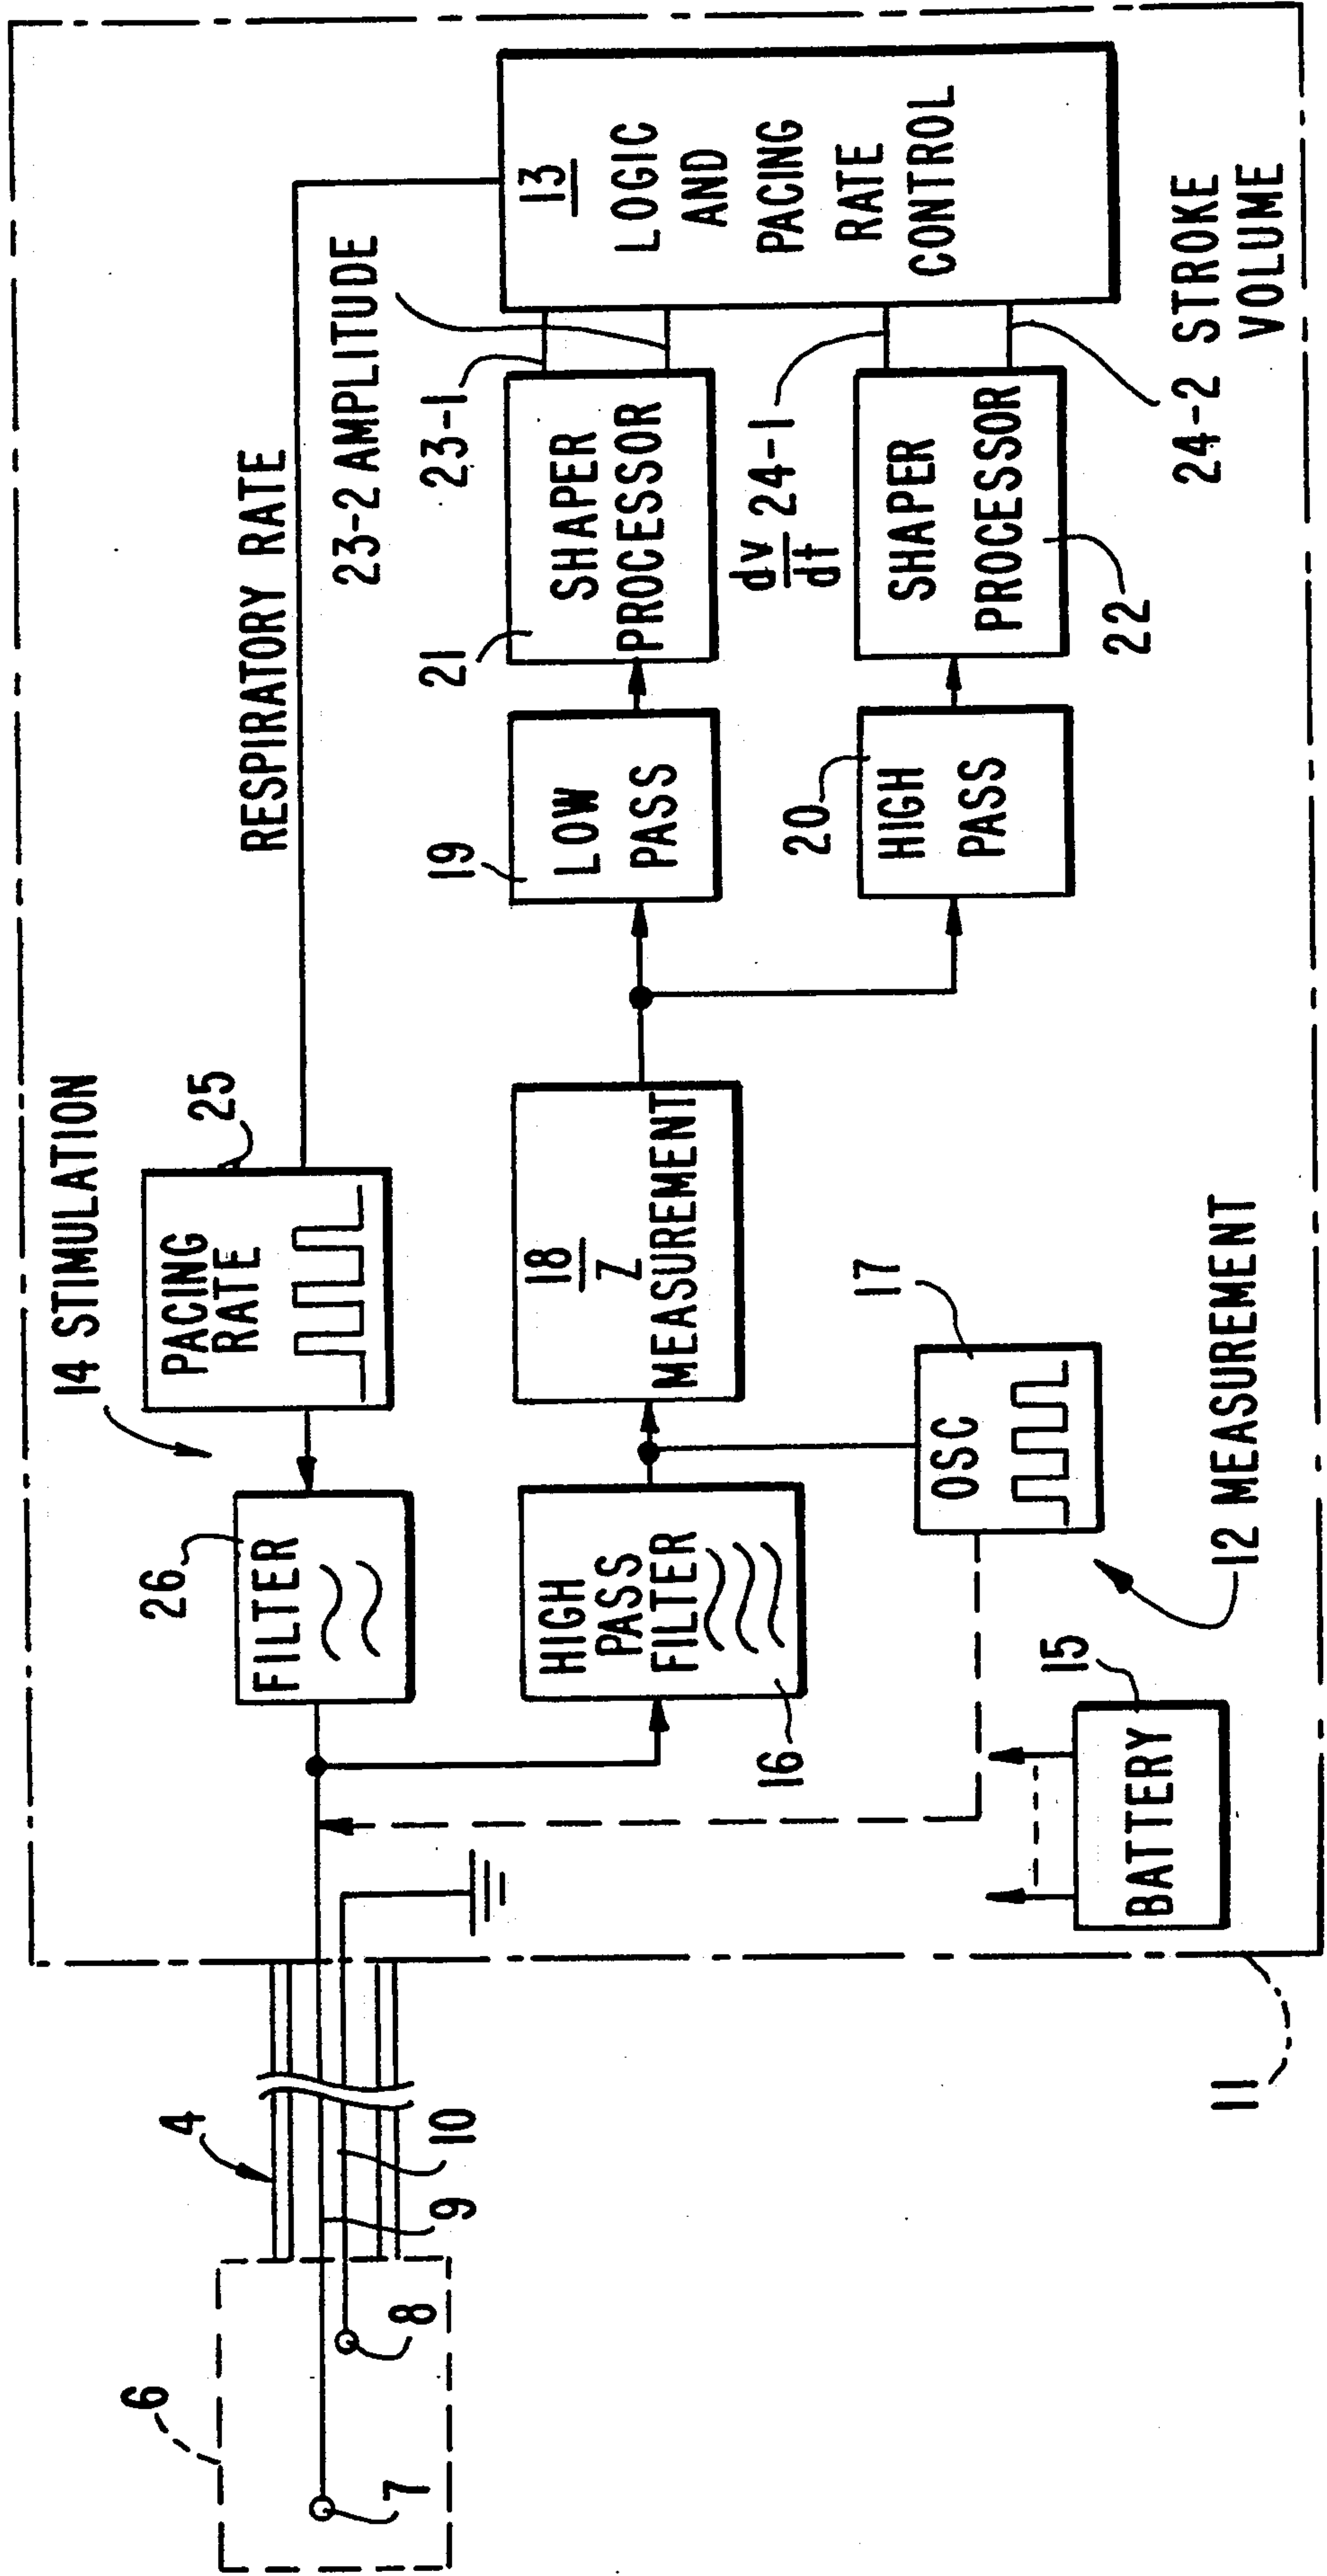 14 STIMULATION
PACING
RATE
25
RESPIRATORY RATE
26
FILTER
23-2 AMPLITUDE
23-1
4
6
7
8
9
10
HIGH
PASS
FILTER
16
18
Z
MEASUREMENT
19
LOW
PASS
21
SHAPER
PROCESSOR
13
LOGIC
AND
PACING
RATE
CONTROL
dv
dt
24-1
20
HIGH
PASS
SHAPER
PROCESSOR
22
24-2 STROKE
VOLUME
17
OSC
12 MEASUREMENT
15
BATTERY
11